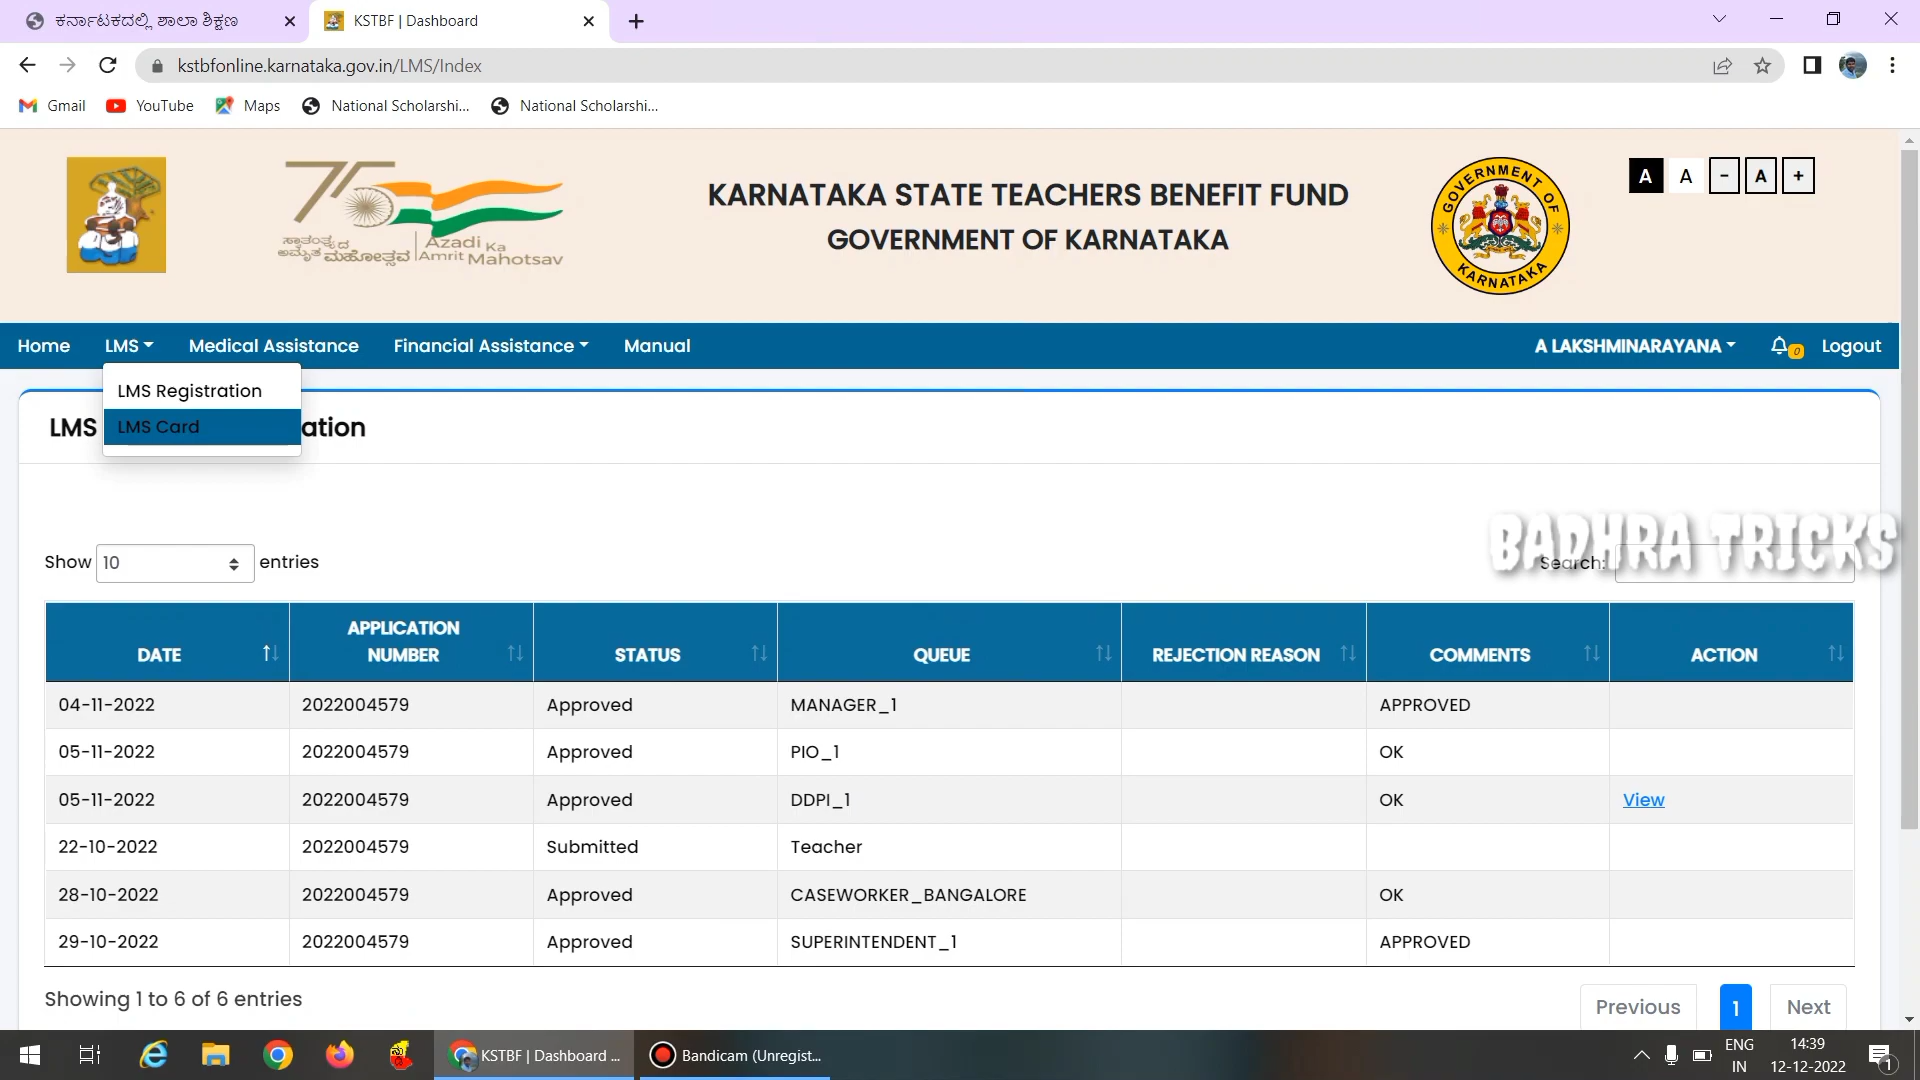 ಕರ್ನಾಟಕದಲ್ಲಿ ಶಾಲಾ ಶಿಕ್ಷಣ
KSTBF | Dashboard
kstbfonline.karnataka.gov.in/LMS/Index
Gmail
YouTube
Maps
National Scholarshi...
National Scholarshi...
75
ಸ್ವಾತಂತ್ರ್ಯದ
ಅಮೃತ ಮಹೋತ್ಸವ
Azadi Ka
Amrit Mahotsav
KARNATAKA STATE TEACHERS BENEFIT FUND
GOVERNMENT OF KARNATAKA
GOVERNMENT OF
KARNATAKA
A A - A +
Home LMS Medical Assistance Financial Assistance Manual
A LAKSHMINARAYANA 0 Logout
LMS Registration
LMS Card
LMS ation
BADHRA TRICKS
Show 10 entries
Search:
DATE APPLICATION NUMBER STATUS QUEUE REJECTION REASON COMMENTS ACTION
04-11-2022 2022004579 Approved MANAGER_1 APPROVED
05-11-2022 2022004579 Approved PIO_1 OK
05-11-2022 2022004579 Approved DDPI_1 OK View
22-10-2022 2022004579 Submitted Teacher
28-10-2022 2022004579 Approved CASEWORKER_BANGALORE OK
29-10-2022 2022004579 Approved SUPERINTENDENT_1 APPROVED
Showing 1 to 6 of 6 entries
Previous 1 Next
KSTBF | Dashboard ...
Bandicam (Unregist...
ENG
IN
14:39
12-12-2022
1